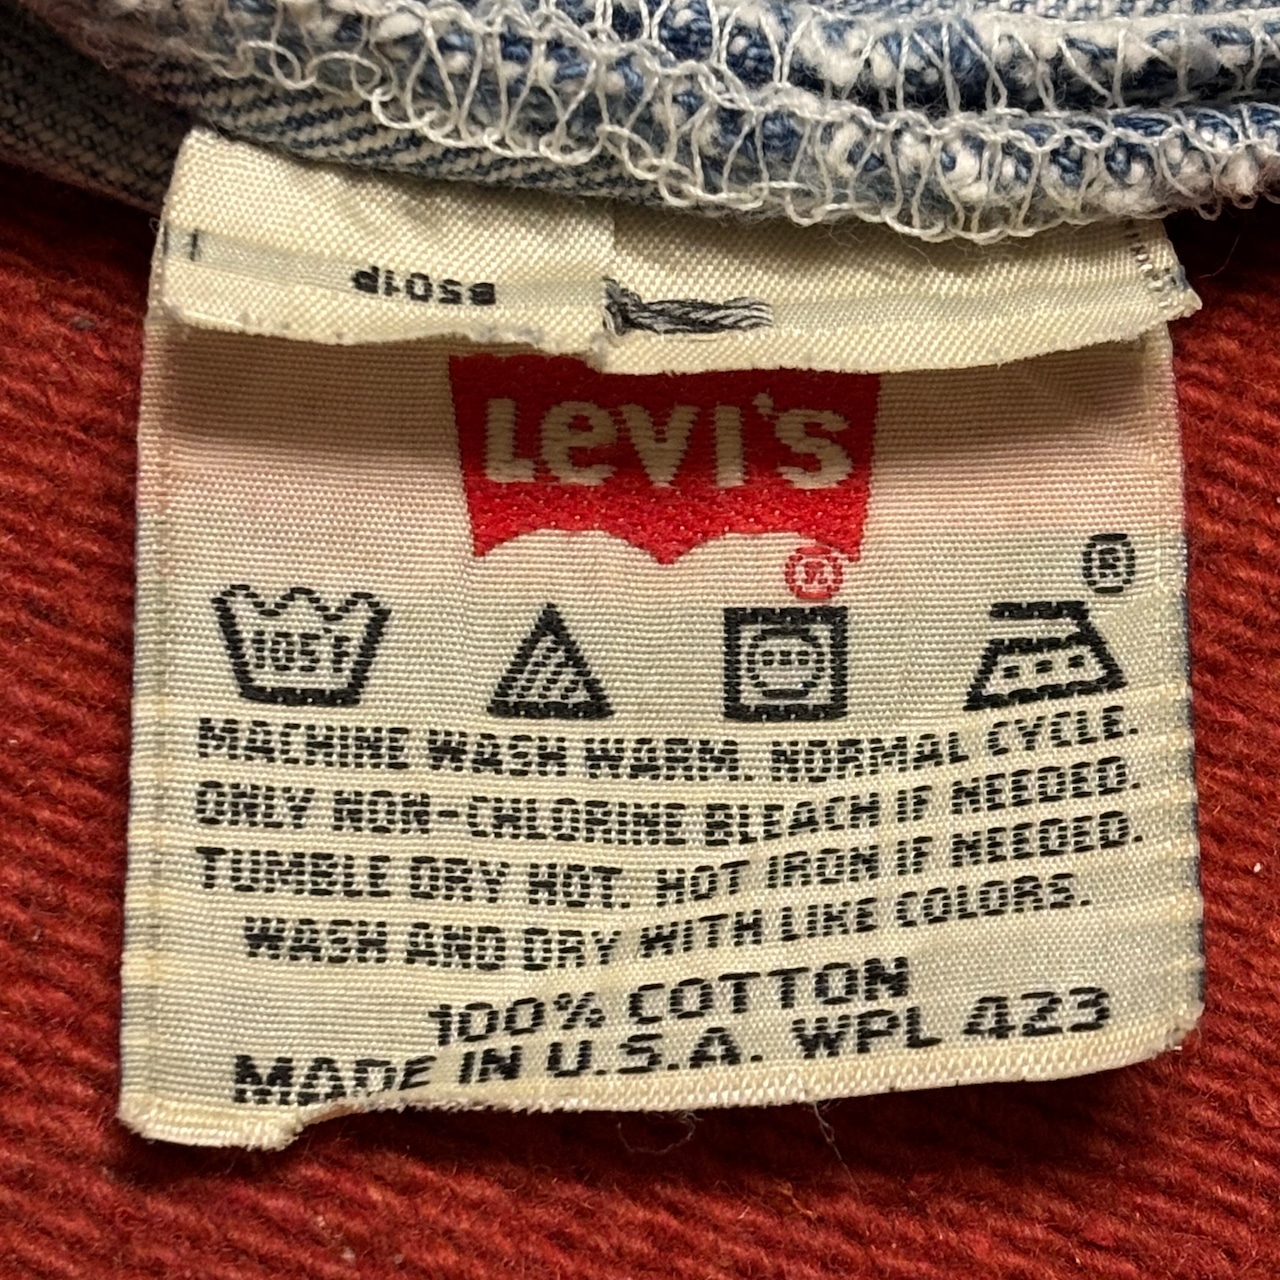 LEVI'S
®
®
105°F
MACHINE WASH WARM. NORMAL CYCLE.
ONLY NON-CHLORINE BLEACH IF NEEDED.
TUMBLE DRY HOT. HOT IRON IF NEEDED.
WASH AND DRY WITH LIKE COLORS.
100% COTTON
MADE IN U.S.A. WPL 423